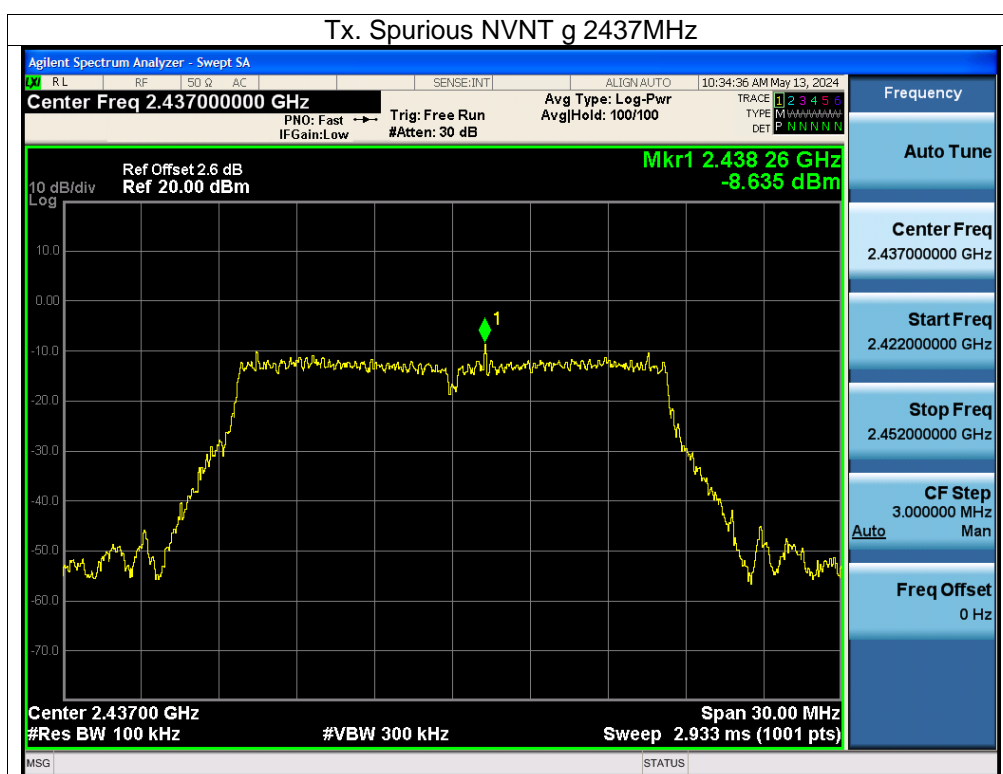 Tx. Spurious NVNT g 2437MHz
Agilent Spectrum Analyzer - Swept SA
LXI RL RF 50 Ω AC SENSE:INT ALIGN AUTO 10:34:36 AM May 13, 2024
Center Freq 2.437000000 GHz
PNO: Fast
IFGain:Low
Trig: Free Run
#Atten: 30 dB
Avg Type: Log-Pwr
Avg|Hold: 100/100
TRACE 1 2 3 4 5 6
TYPE M WWWWW
DET P N N N N N
Frequency
Mkr1 2.438 26 GHz
-8.635 dBm
Ref Offset 2.6 dB
10 dB/div Ref 20.00 dBm
Log
10.0
0.00
-10.0
-20.0
-30.0
-40.0
-50.0
-60.0
-70.0
1
Center 2.43700 GHz
Span 30.00 MHz
#Res BW 100 kHz
#VBW 300 kHz
Sweep 2.933 ms (1001 pts)
MSG
STATUS
Auto Tune
Center Freq
2.437000000 GHz
Start Freq
2.422000000 GHz
Stop Freq
2.452000000 GHz
CF Step
3.000000 MHz
Auto Man
Freq Offset
0 Hz